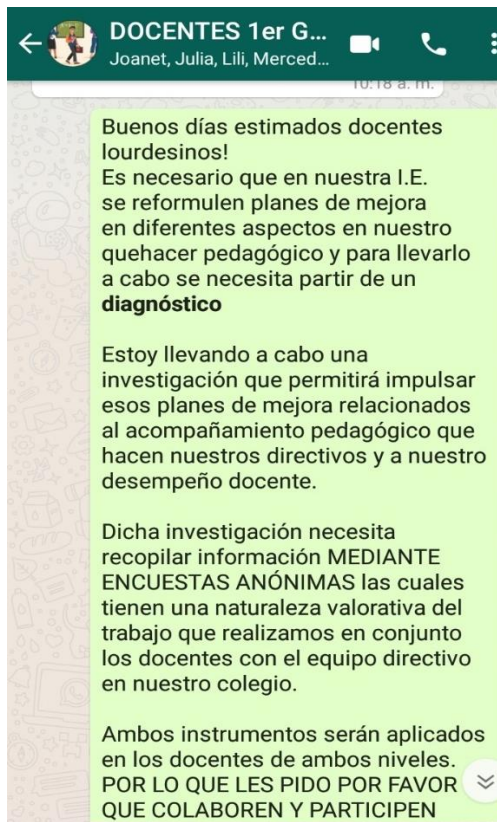 DOCENTES 1er G...
Joanet, Julia, Lili, Merced...
10:18 a. m.
Buenos días estimados docentes
lourdesinos!
Es necesario que en nuestra I.E.
se reformulen planes de mejora
en diferentes aspectos en nuestro
quehacer pedagógico y para llevarlo
a cabo se necesita partir de un
diagnóstico
Estoy llevando a cabo una
investigación que permitirá impulsar
esos planes de mejora relacionados
al acompañamiento pedagógico que
hacen nuestros directivos y a nuestro
desempeño docente.
Dicha investigación necesita
recopilar información MEDIANTE
ENCUESTAS ANÓNIMAS las cuales
tienen una naturaleza valorativa del
trabajo que realizamos en conjunto
los docentes con el equipo directivo
en nuestro colegio.
Ambos instrumentos serán aplicados
en los docentes de ambos niveles.
POR LO QUE LES PIDO POR FAVOR
QUE COLABOREN Y PARTICIPEN